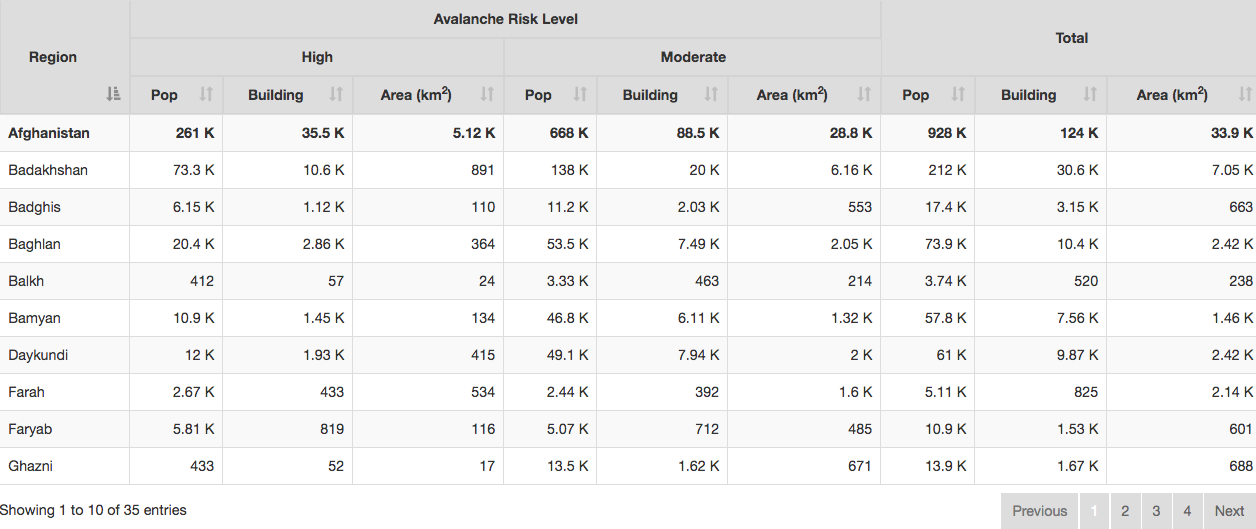 Avalanche Risk Level
Total
Region
High
Moderate
Pop Building Area (km²) Pop Building Area (km²) Pop Building Area (km²)
Afghanistan 261 K 35.5 K 5.12 K 668 K 88.5 K 28.8 K 928 K 124 K 33.9 K
Badakhshan 73.3 K 10.6 K 891 138 K 20 K 6.16 K 212 K 30.6 K 7.05 K
Badghis 6.15 K 1.12 K 110 11.2 K 2.03 K 553 17.4 K 3.15 K 663
Baghlan 20.4 K 2.86 K 364 53.5 K 7.49 K 2.05 K 73.9 K 10.4 K 2.42 K
Balkh 412 57 24 3.33 K 463 214 3.74 K 520 238
Bamyan 10.9 K 1.45 K 134 46.8 K 6.11 K 1.32 K 57.8 K 7.56 K 1.46 K
Daykundi 12 K 1.93 K 415 49.1 K 7.94 K 2 K 61 K 9.87 K 2.42 K
Farah 2.67 K 433 534 2.44 K 392 1.6 K 5.11 K 825 2.14 K
Faryab 5.81 K 819 116 5.07 K 712 485 10.9 K 1.53 K 601
Ghazni 433 52 17 13.5 K 1.62 K 671 13.9 K 1.67 K 688
Showing 1 to 10 of 35 entries Previous 1 2 3 4 Next